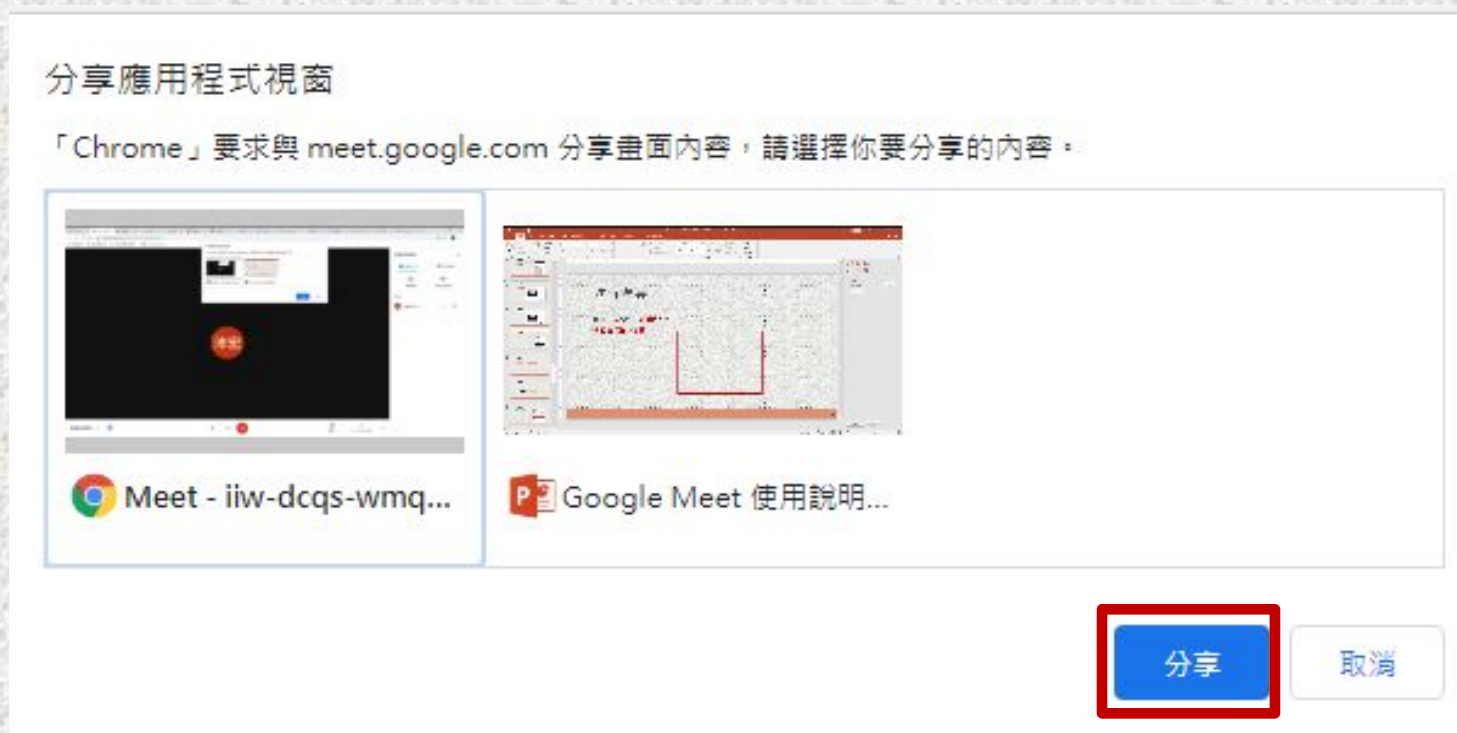 分享應用程式視窗
「Chrome」要求與 meet.google.com 分享畫面內容，請選擇你要分享的內容。
Meet - iiw-dcqs-wmq...
Google Meet 使用說明...
分享
取消